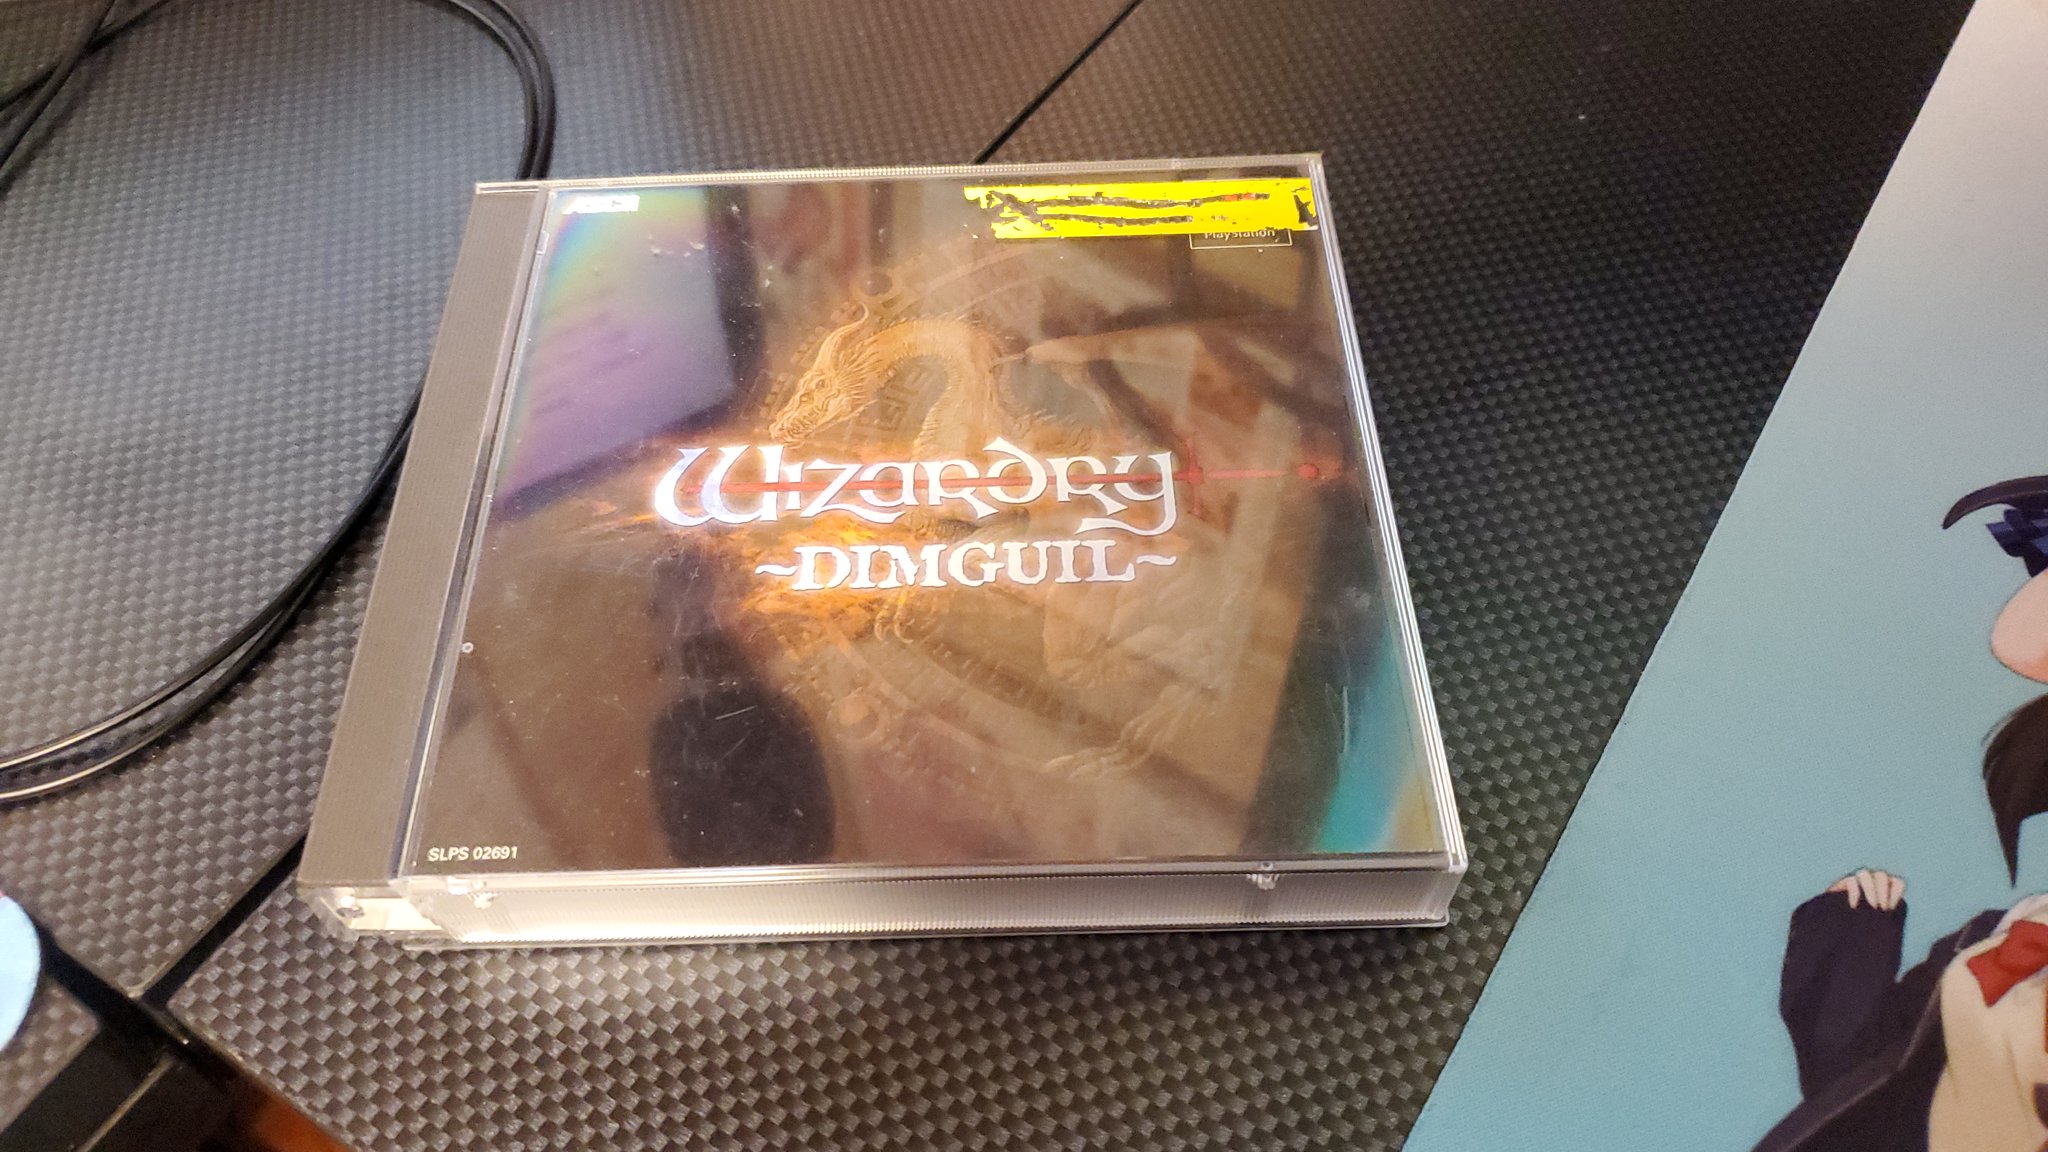 PlayStation
Wizardry
~DIMGUIL~
SLPS 02691